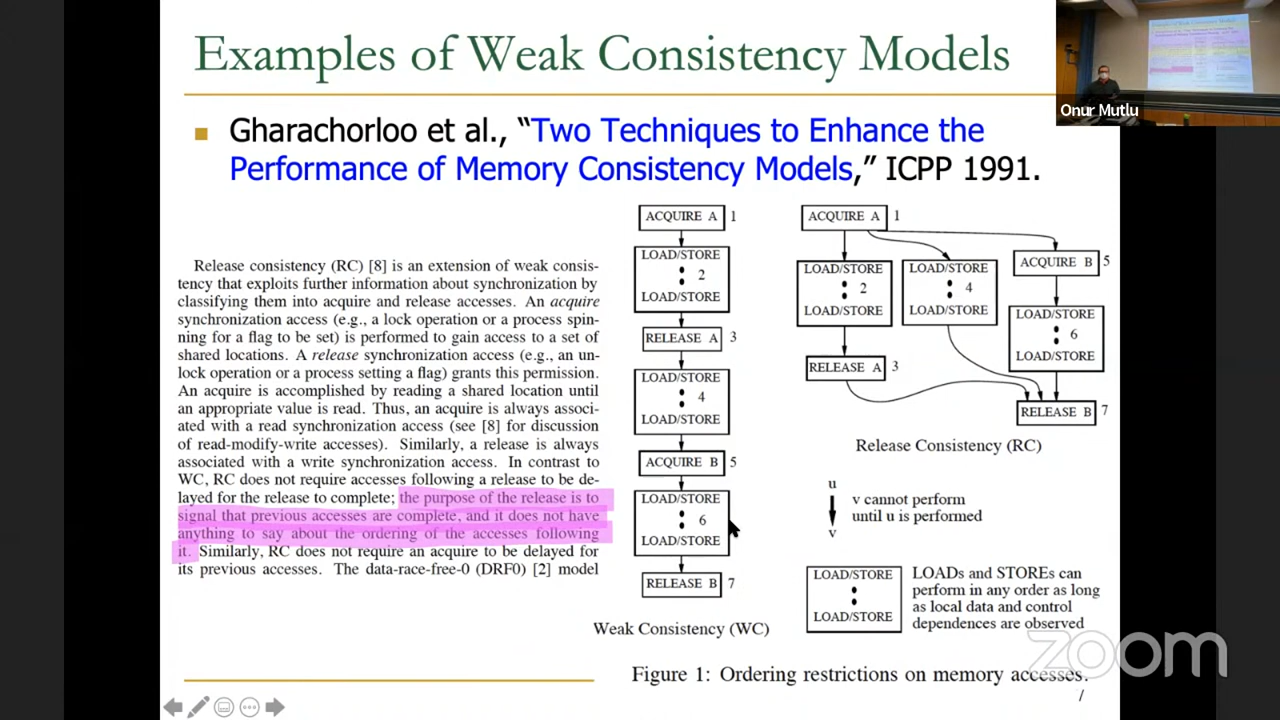 Examples of Weak Consistency Models
Onur Mutlu
Gharachorloo et al., “Two Techniques to Enhance the
Performance of Memory Consistency Models,” ICPP 1991.
Release consistency (RC) [8] is an extension of weak consis-
tency that exploits further information about synchronization by
classifying them into acquire and release accesses. An acquire
synchronization access (e.g., a lock operation or a process spin-
ning for a flag to be set) is performed to gain access to a set of
shared locations. A release synchronization access (e.g., an un-
lock operation or a process setting a flag) grants this permission.
An acquire is accomplished by reading a shared location until
an appropriate value is read. Thus, an acquire is always associ-
ated with a read synchronization access (see [8] for discussion
of read-modify-write accesses). Similarly, a release is always
associated with a write synchronization access. In contrast to
WC, RC does not require accesses following a release to be de-
layed for the release to complete; the purpose of the release is to
signal that previous accesses are complete, and it does not have
anything to say about the ordering of the accesses following
it. Similarly, RC does not require an acquire to be delayed for
its previous accesses. The data-race-free-0 (DRF0) [2] model
ACQUIRE A 1
LOAD/STORE
2
LOAD/STORE
RELEASE A 3
LOAD/STORE
4
LOAD/STORE
ACQUIRE B 5
LOAD/STORE
6
LOAD/STORE
RELEASE B 7
Weak Consistency (WC)
ACQUIRE A 1
LOAD/STORE
2
LOAD/STORE
RELEASE A 3
LOAD/STORE
4
LOAD/STORE
ACQUIRE B 5
LOAD/STORE
6
LOAD/STORE
RELEASE B 7
Release Consistency (RC)
u
v
v cannot perform
until u is performed
LOAD/STORE
LOAD/STORE
LOADs and STOREs can
perform in any order as long
as local data and control
dependences are observed
Figure 1: Ordering restrictions on memory accesses.
zoom